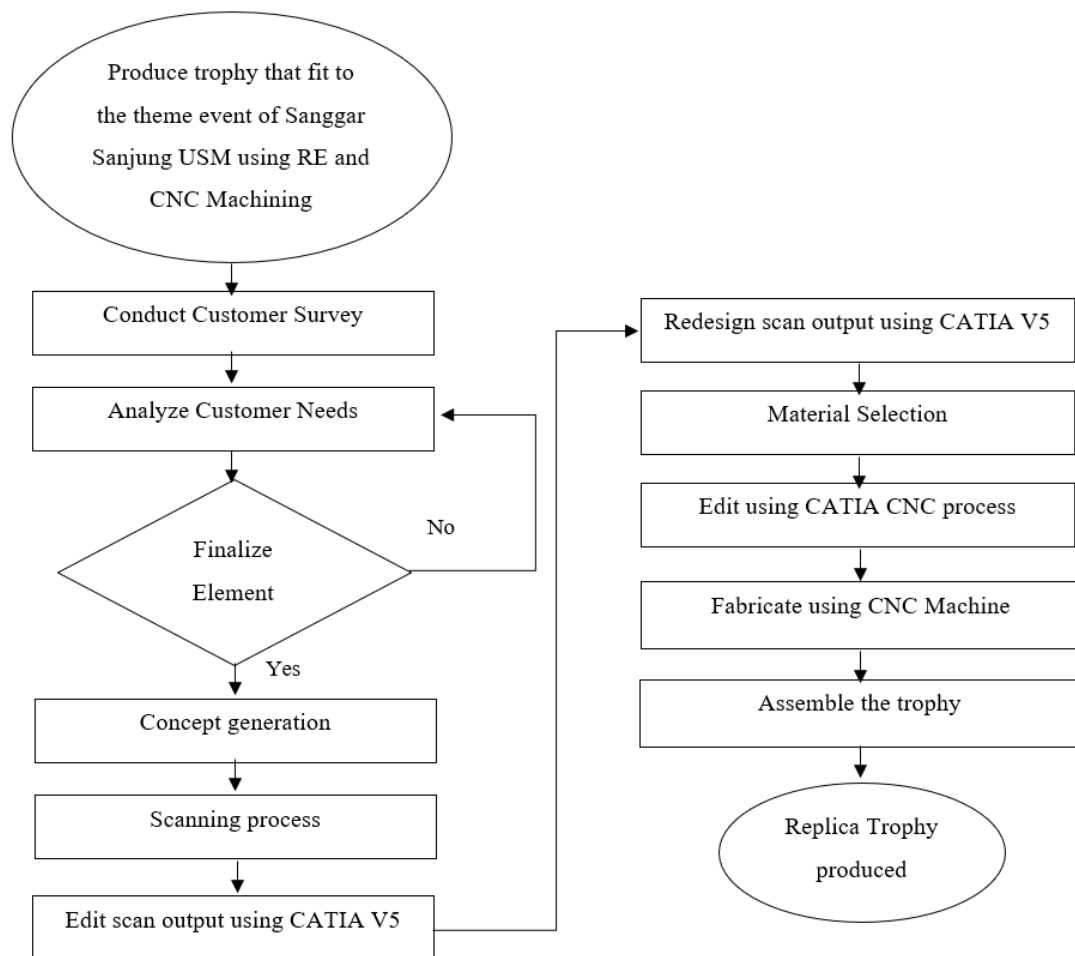 Produce trophy that fit to
the theme event of Sanggar
Sanjung USM using RE and
CNC Machining
Conduct Customer Survey
Analyze Customer Needs
Finalize
Element
No
Yes
Concept generation
Scanning process
Edit scan output using CATIA V5
Redesign scan output using CATIA V5
Material Selection
Edit using CATIA CNC process
Fabricate using CNC Machine
Assemble the trophy
Replica Trophy
produced